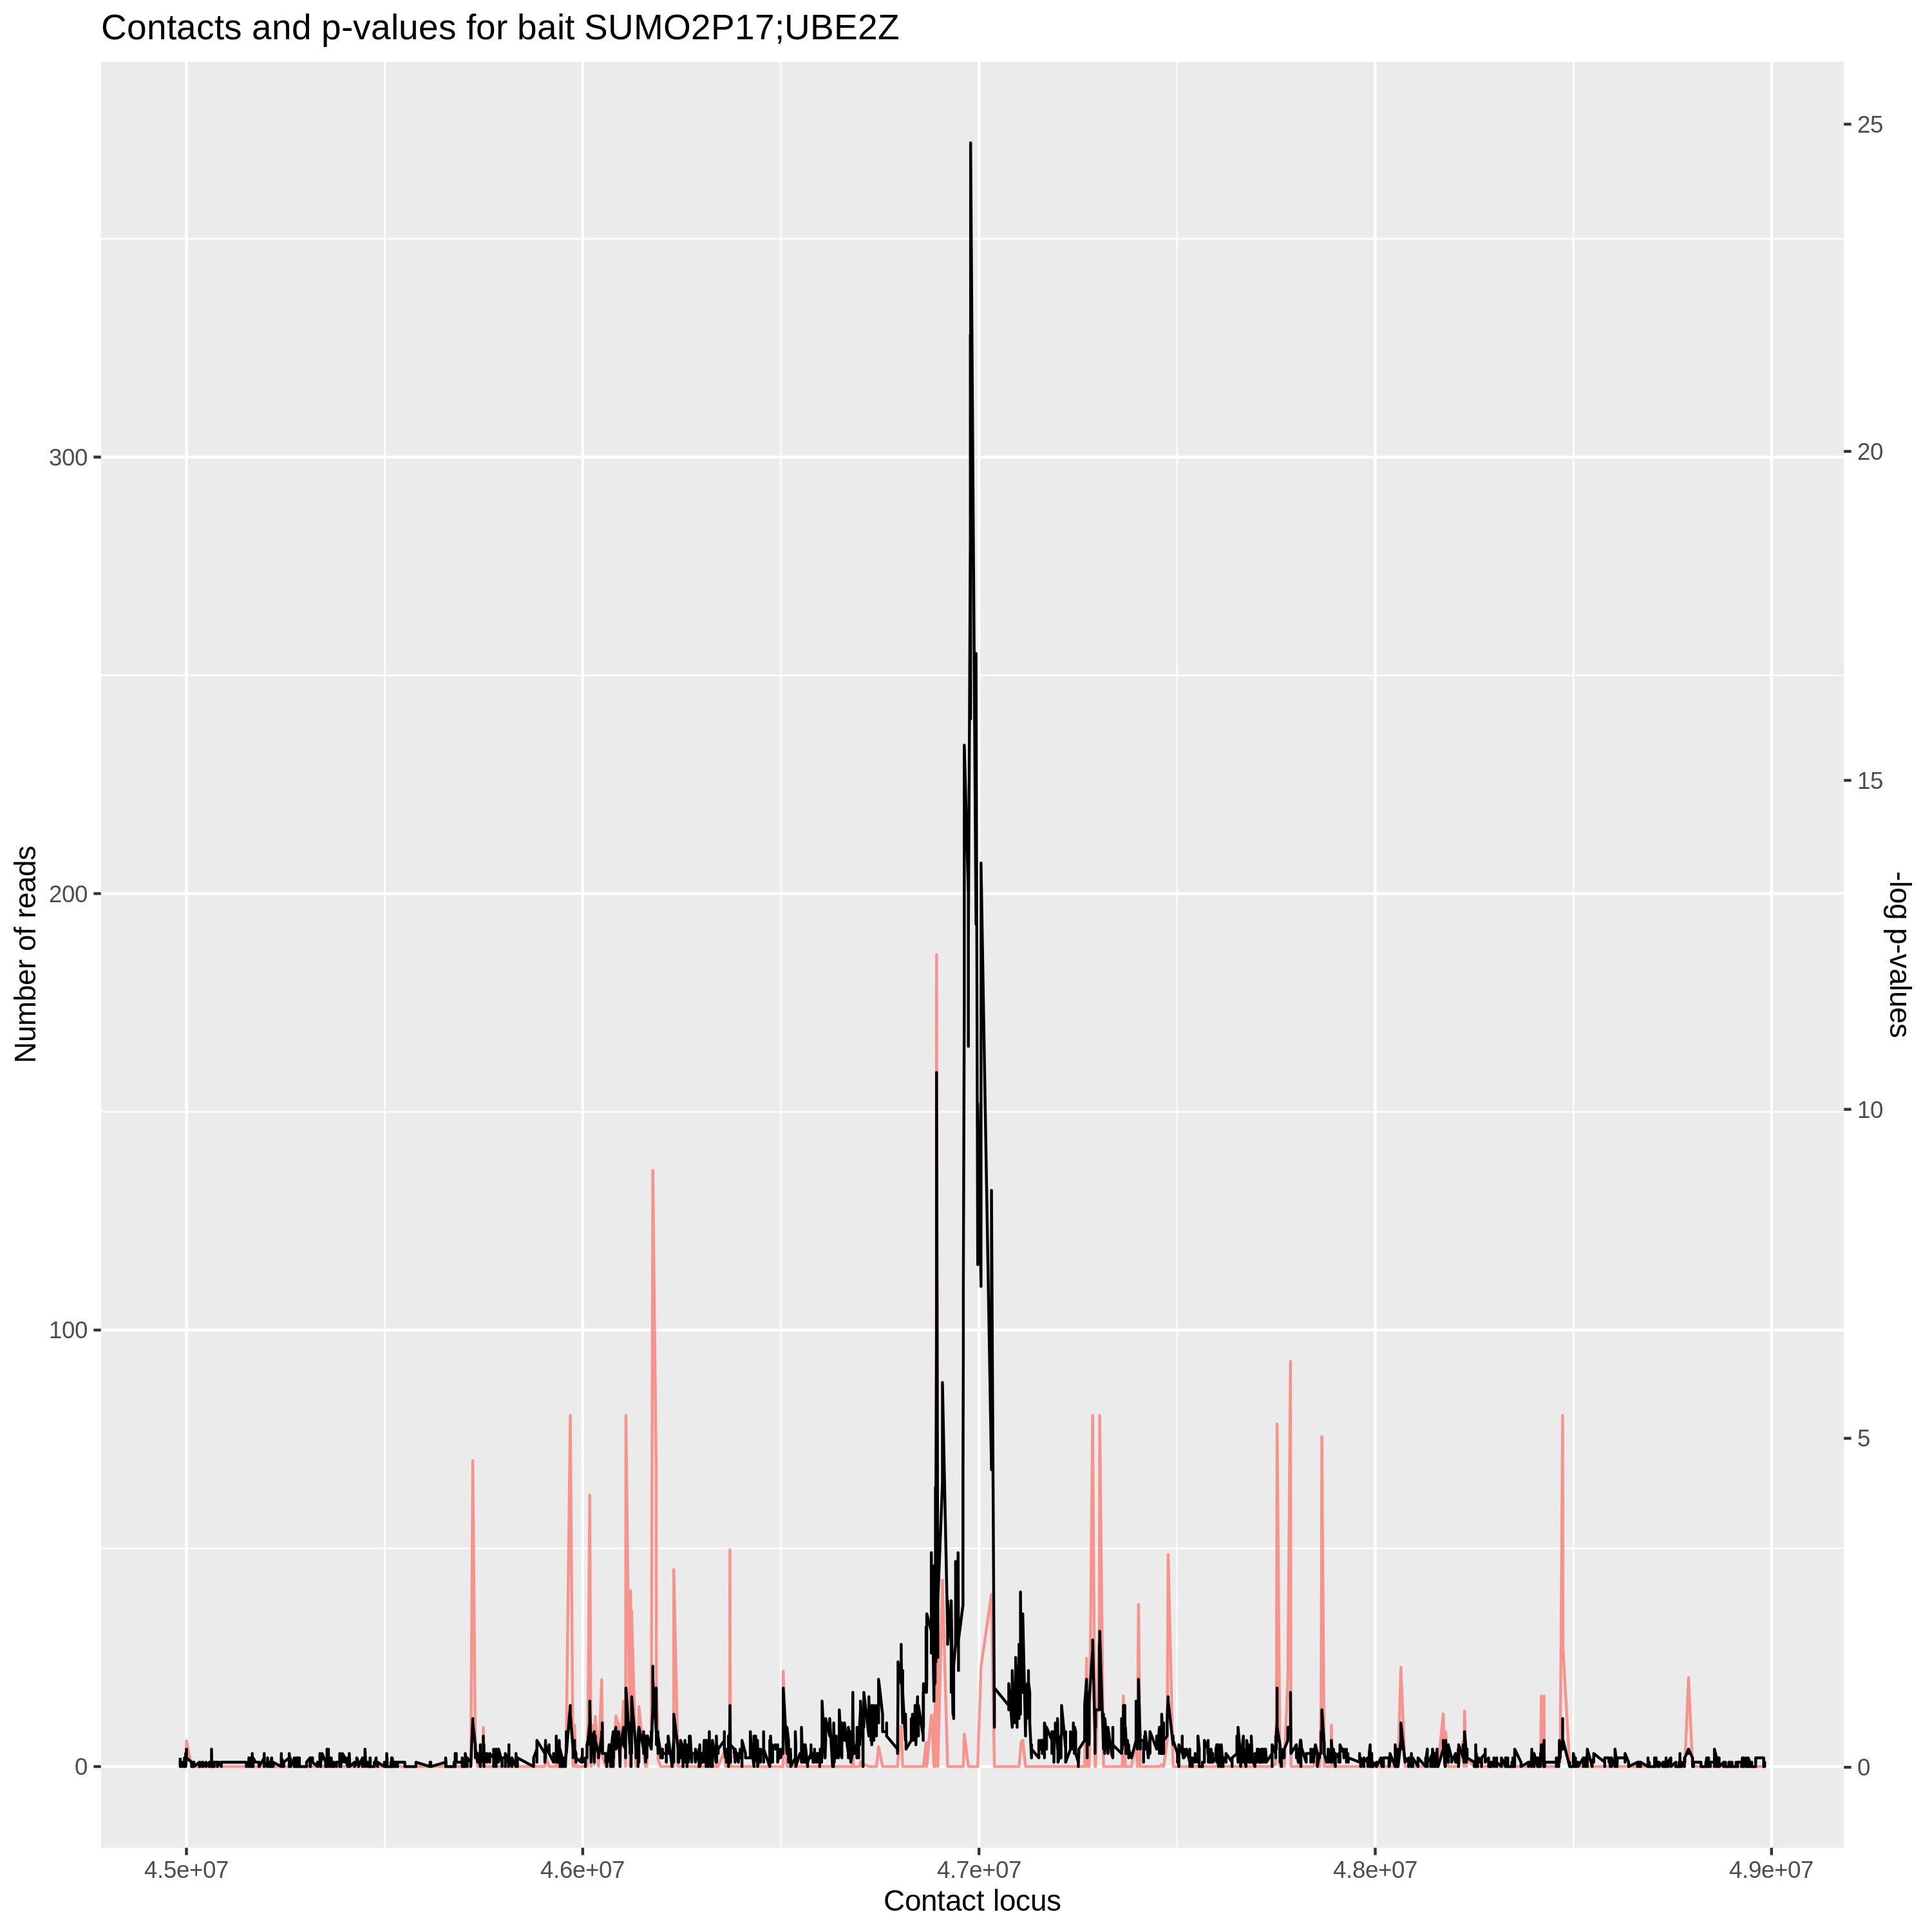 Contacts and p-values for bait SUMO2P17;UBE2Z
Number of reads
300
200
100
0
25
20
15
10
5
0
-log p-values
4.5e+07 4.6e+07 4.7e+07 4.8e+07 4.9e+07
Contact locus